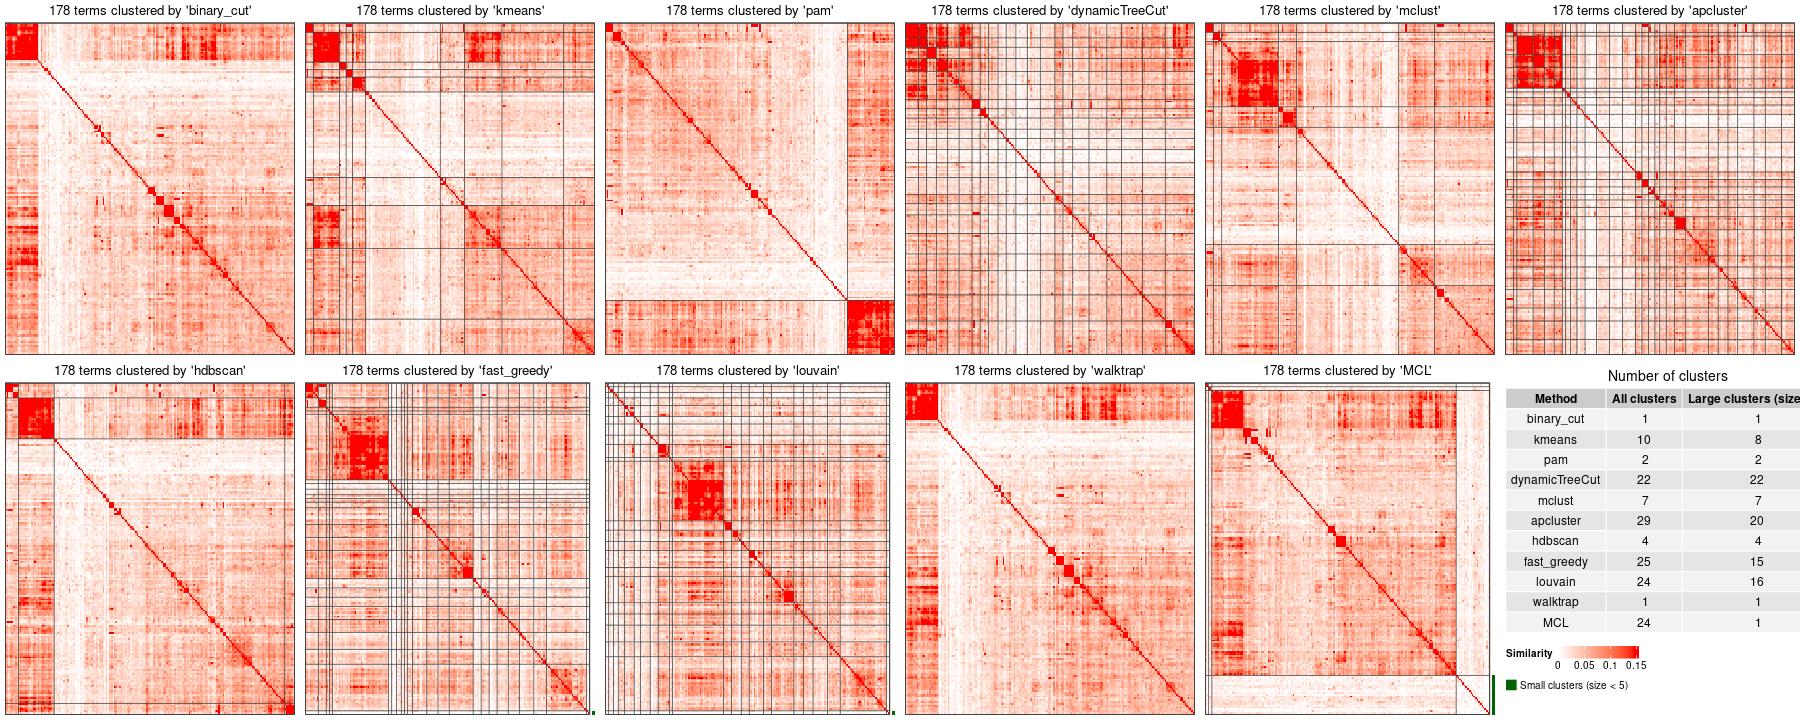 178 terms clustered by 'binary_cut'
178 terms clustered by 'kmeans'
178 terms clustered by 'pam'
178 terms clustered by 'dynamicTreeCut'
178 terms clustered by 'mclust'
178 terms clustered by 'apcluster'
178 terms clustered by 'hdbscan'
178 terms clustered by 'fast_greedy'
178 terms clustered by 'louvain'
178 terms clustered by 'walktrap'
178 terms clustered by 'MCL'
Number of clusters
Method All clusters Large clusters (size
binary_cut 1 1
kmeans 10 8
pam 2 2
dynamicTreeCut 22 22
mclust 7 7
apcluster 29 20
hdbscan 4 4
fast_greedy 25 15
louvain 24 16
walktrap 1 1
MCL 24 1
Similarity
0 0.05 0.1 0.15
Small clusters (size < 5)